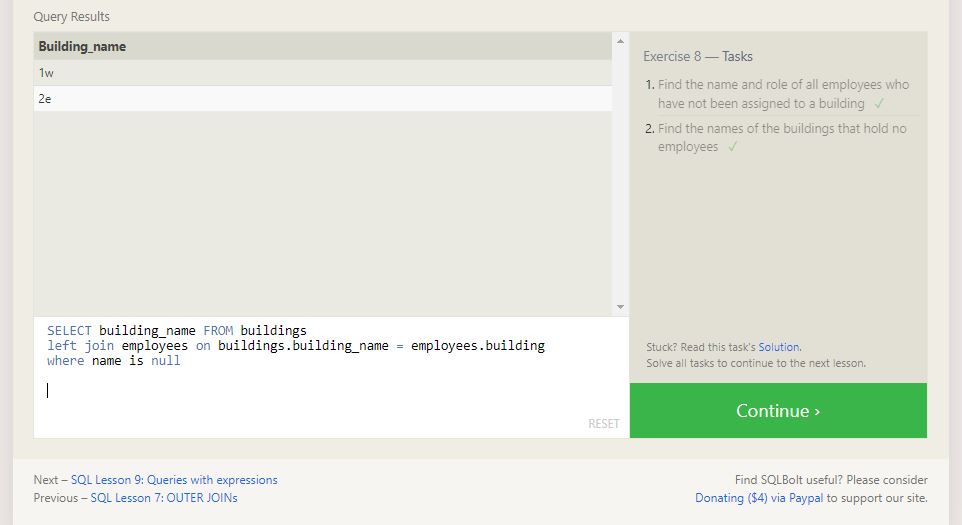 Query Results
Building_name
1w
2e
SELECT building_name FROM buildings
left join employees on buildings.building_name = employees.building
where name is null
RESET
Exercise 8 — Tasks
1. Find the name and role of all employees who
have not been assigned to a building ✓
2. Find the names of the buildings that hold no
employees ✓
Stuck? Read this task's Solution.
Solve all tasks to continue to the next lesson.
Continue ›
Next – SQL Lesson 9: Queries with expressions
Previous – SQL Lesson 7: OUTER JOINs
Find SQLBolt useful? Please consider
Donating ($4) via Paypal to support our site.